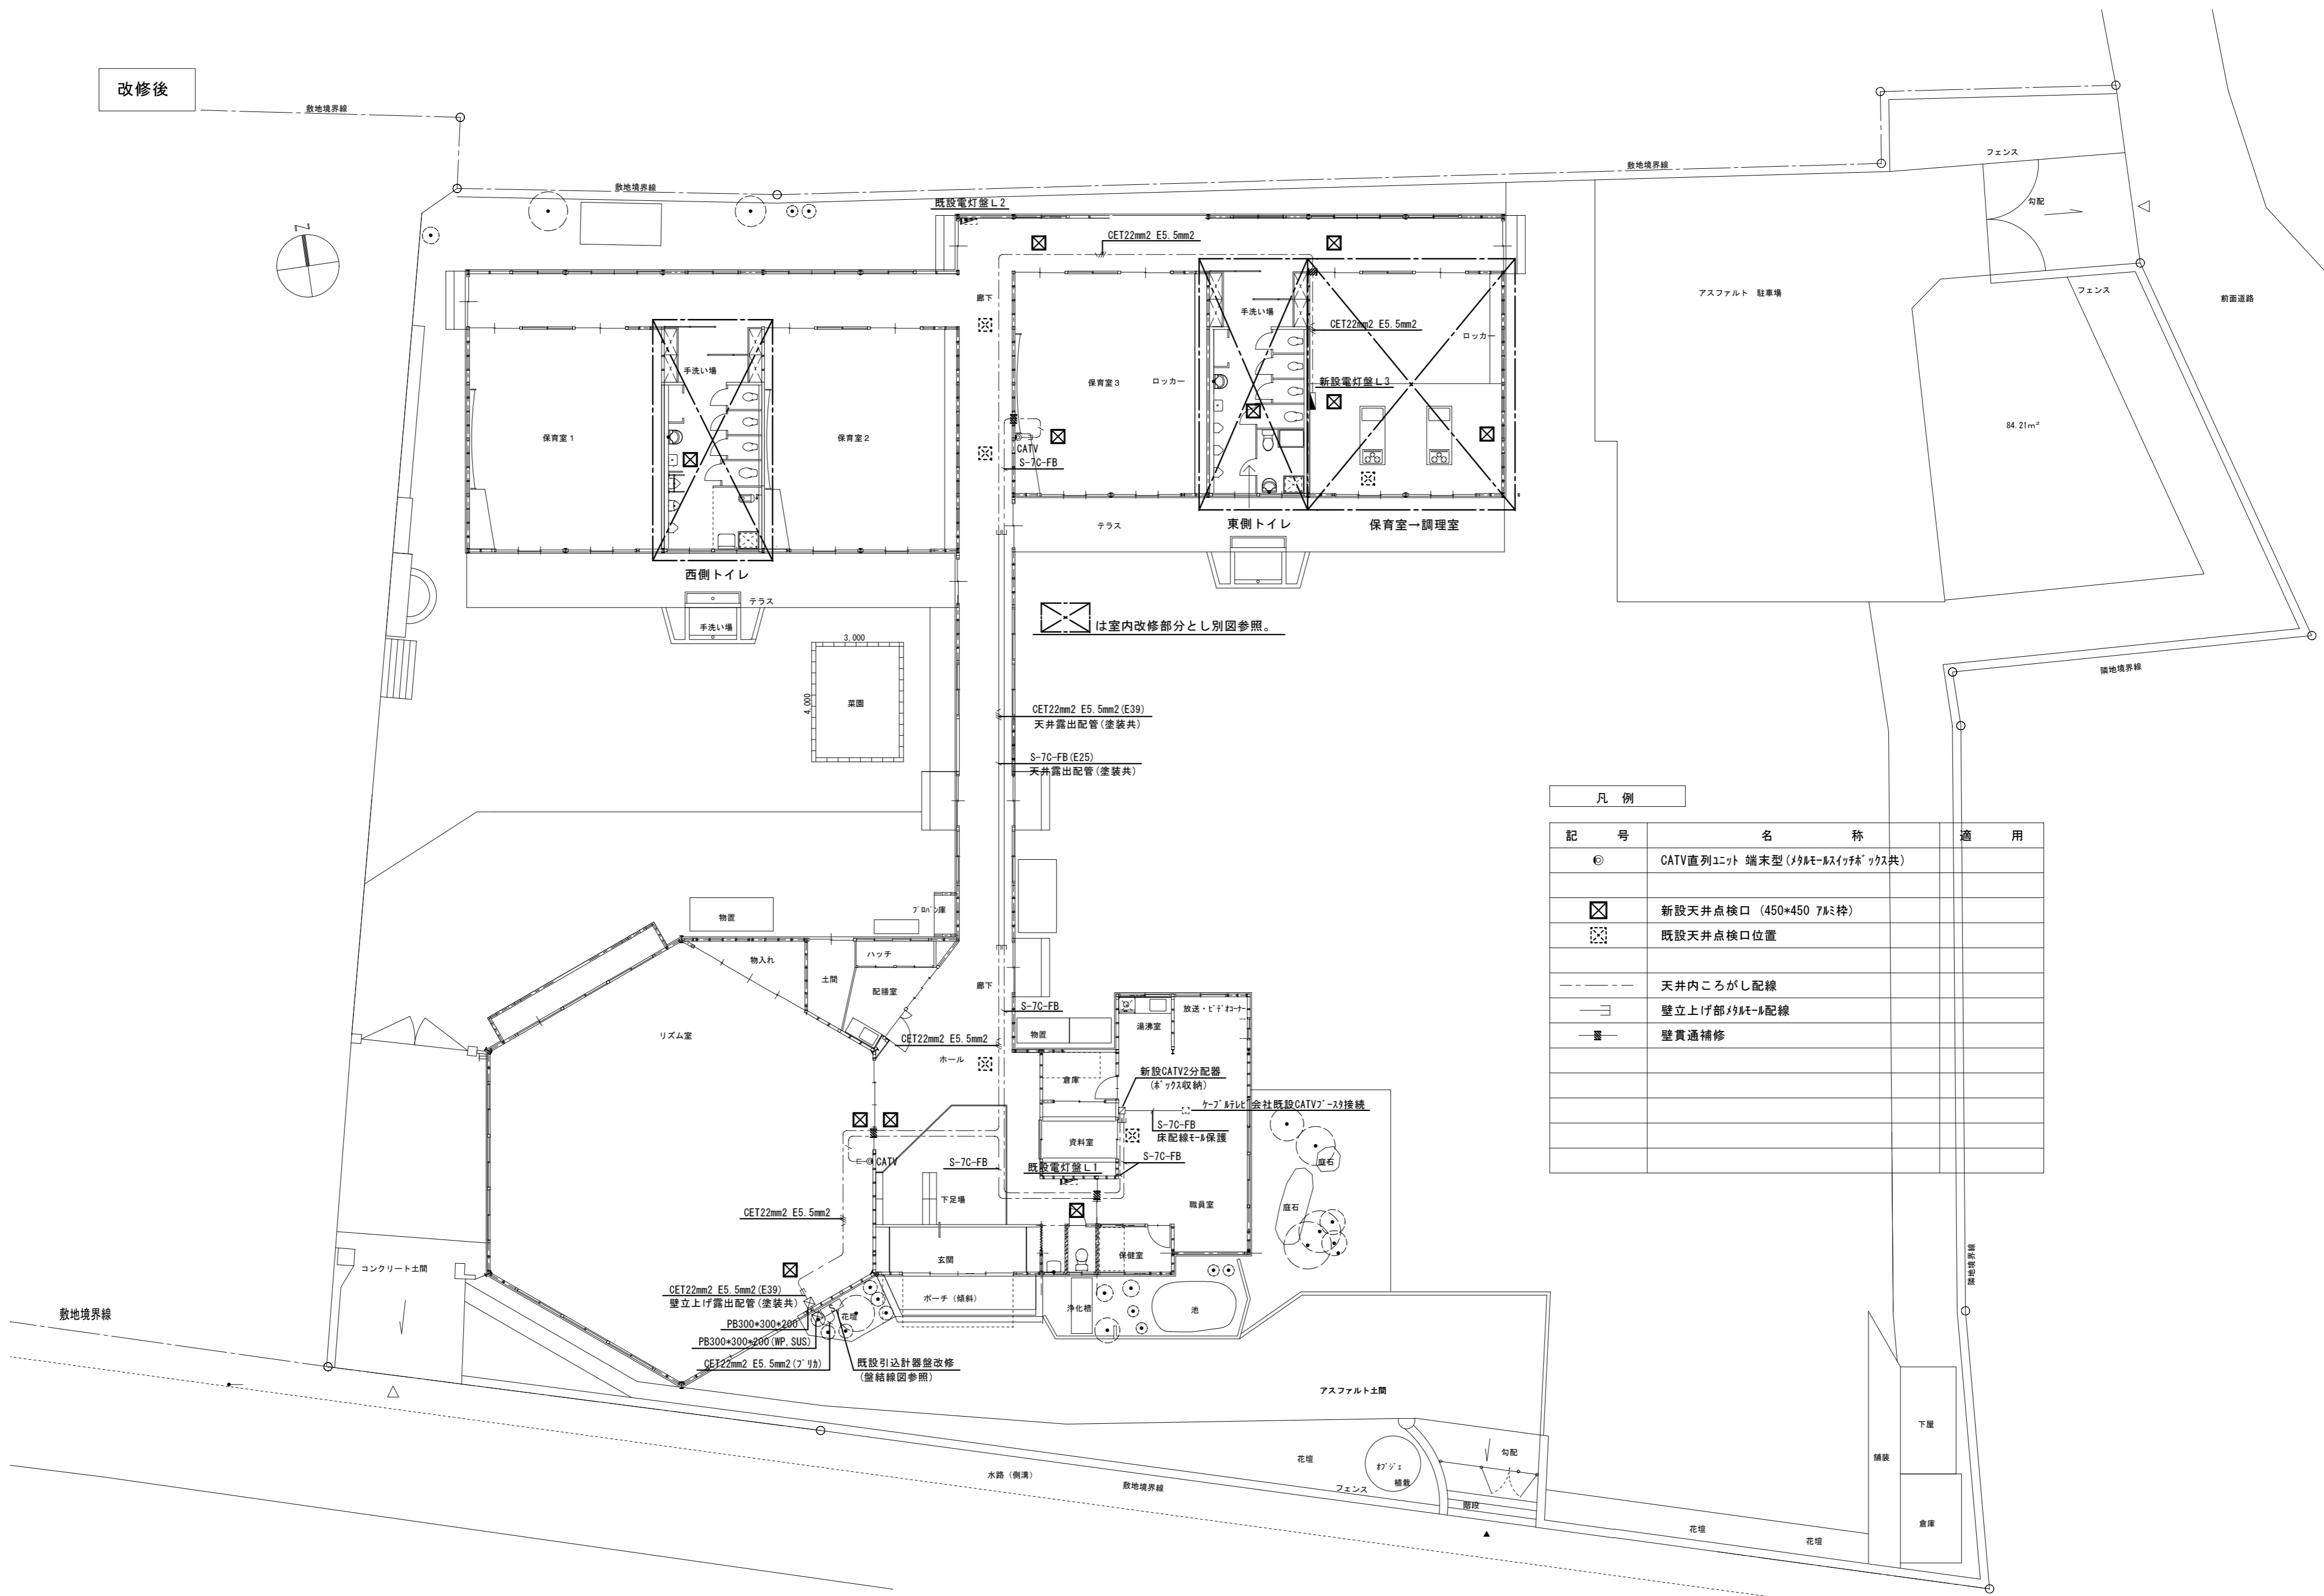 改修後
敷地境界線
敷地境界線
敷地境界線
フェンス
勾配
フェンス
前面道路
アスファルト 駐車場
84.21m²
N
既設電灯盤L2
CET22mm2 E5.5mm2
廊下
手洗い場
手洗い場
CET22mm2 E5.5mm2
ロッカー
保育室1
保育室2
保育室3
ロッカー
新設電灯盤L3
CATV
S-7C-FB
テラス
東側トイレ
保育室→調理室
西側トイレ
テラス
手洗い場
は室内改修部分とし別図参照。
3,000
4,000
菜園
隣地境界線
CET22mm2 E5.5mm2(E39)
天井露出配管(塗装共)
S-7C-FB(E25)
天井露出配管(塗装共)
凡 例
記 号 名 称 適 用
CATV直列ユニット 端末型(メタルモールスイッチボックス共)
新設天井点検口 (450*450 アルミ枠)
既設天井点検口位置
天井内ころがし配線
壁立上げ部メタルモール配線
壁貫通補修
物置
プロパン庫
物入れ
土間
ハッチ
配膳室
廊下
S-7C-FB
リズム室
CET22mm2 E5.5mm2
ホール
物置
湯沸室
放送・ビデオコーナー
倉庫
新設CATV2分配器
(ボックス収納)
ケーブルテレビ会社既設CATVブースタ接続
S-7C-FB
床配線モール保護
資料室
CATV
S-7C-FB
既設電灯盤L1
S-7C-FB
庭石
下足場
職員室
庭石
CET22mm2 E5.5mm2
玄関
保健室
コンクリート土間
CET22mm2 E5.5mm2(E39)
壁立上げ露出配管(塗装共)
ポーチ(傾斜)
浄化槽
池
花壇
敷地境界線
PB300*300*200
PB300*300*200(WP,SUS)
CET22mm2 E5.5mm2(プリカ)
既設引込計器盤改修
(盤結線図参照)
隣地境界線
アスファルト土間
下屋
花壇
オブジェ
植栽
勾配
舗装
水路(側溝)
敷地境界線
フェンス
階段
花壇
花壇
倉庫